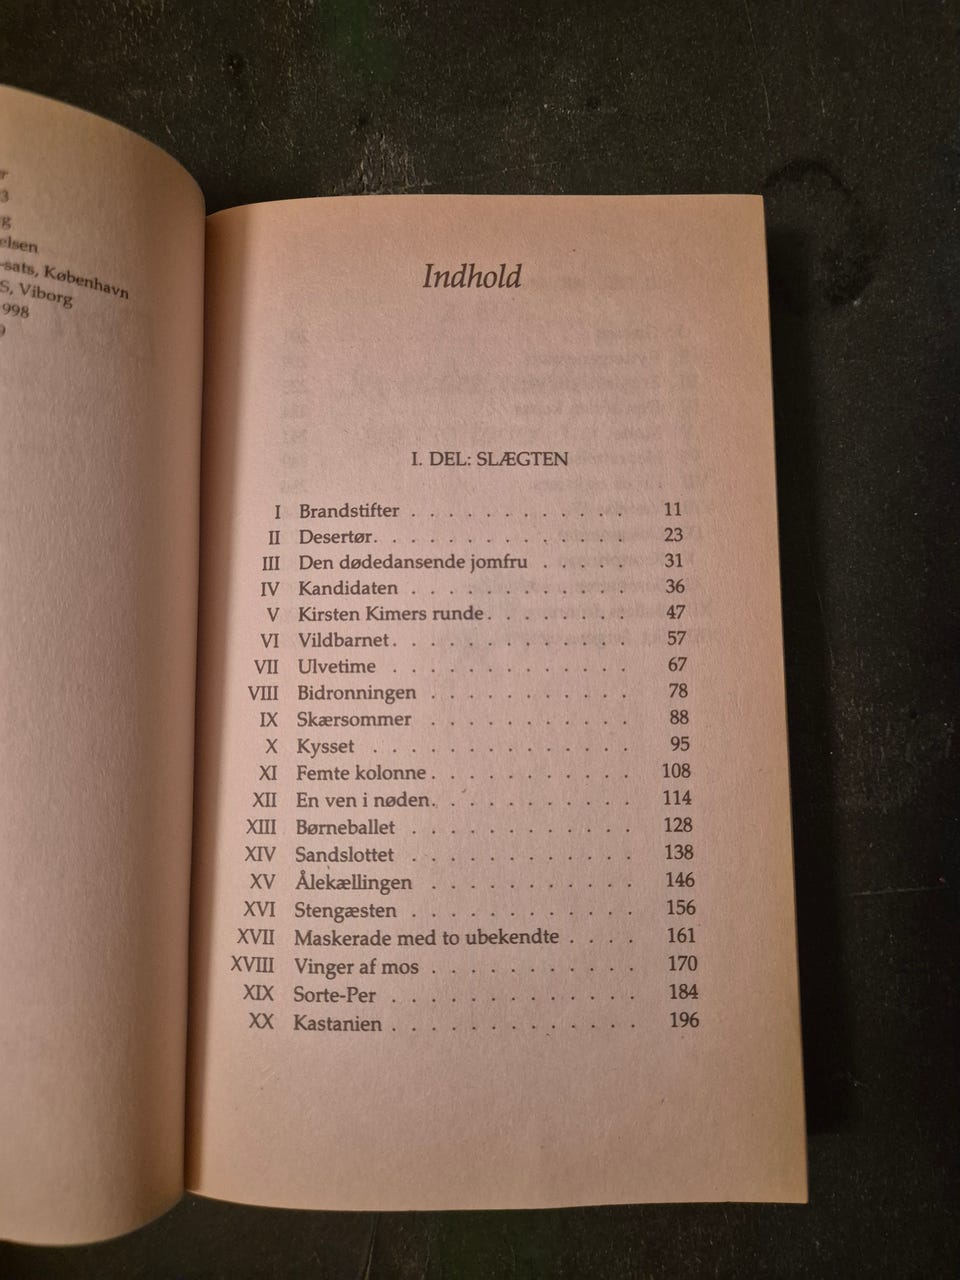 r
3
g
elsen
-sats, København
S, Viborg
998
9
Indhold
I. DEL: SLÆGTEN
I Brandstifter . . . . . . . . . . . . 11
II Desertør. . . . . . . . . . . . . . 23
III Den dødedansende jomfru . . . . . 31
IV Kandidaten . . . . . . . . . . . . 36
V Kirsten Kimers runde . . . . . . . . 47
VI Vildbarnet . . . . . . . . . . . . . 57
VII Ulvetime . . . . . . . . . . . . . 67
VIII Bidronningen . . . . . . . . . . . 78
IX Skærsommer . . . . . . . . . . . 88
X Kysset . . . . . . . . . . . . . . 95
XI Femte kolonne . . . . . . . . . . . 108
XII En ven i nøden. . . . . . . . . . . 114
XIII Børneballet . . . . . . . . . . . . 128
XIV Sandslottet . . . . . . . . . . . . 138
XV Ålekællingen . . . . . . . . . . . 146
XVI Stengæsten . . . . . . . . . . . . 156
XVII Maskerade med to ubekendte . . . . 161
XVIII Vinger af mos . . . . . . . . . . . 170
XIX Sorte-Per . . . . . . . . . . . . . 184
XX Kastanien . . . . . . . . . . . . . 196